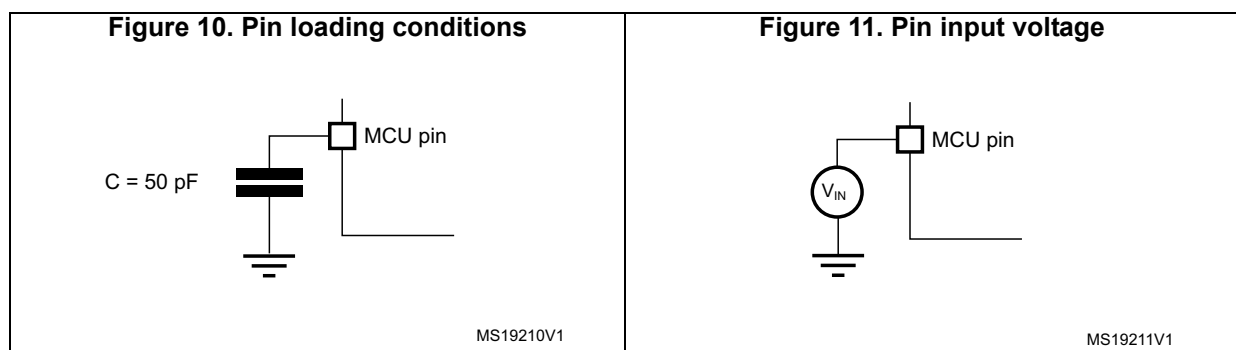 Figure 10. Pin loading conditions
MCU pin
C = 50 pF
MS19210V1
Figure 11. Pin input voltage
MCU pin
VIN
MS19211V1